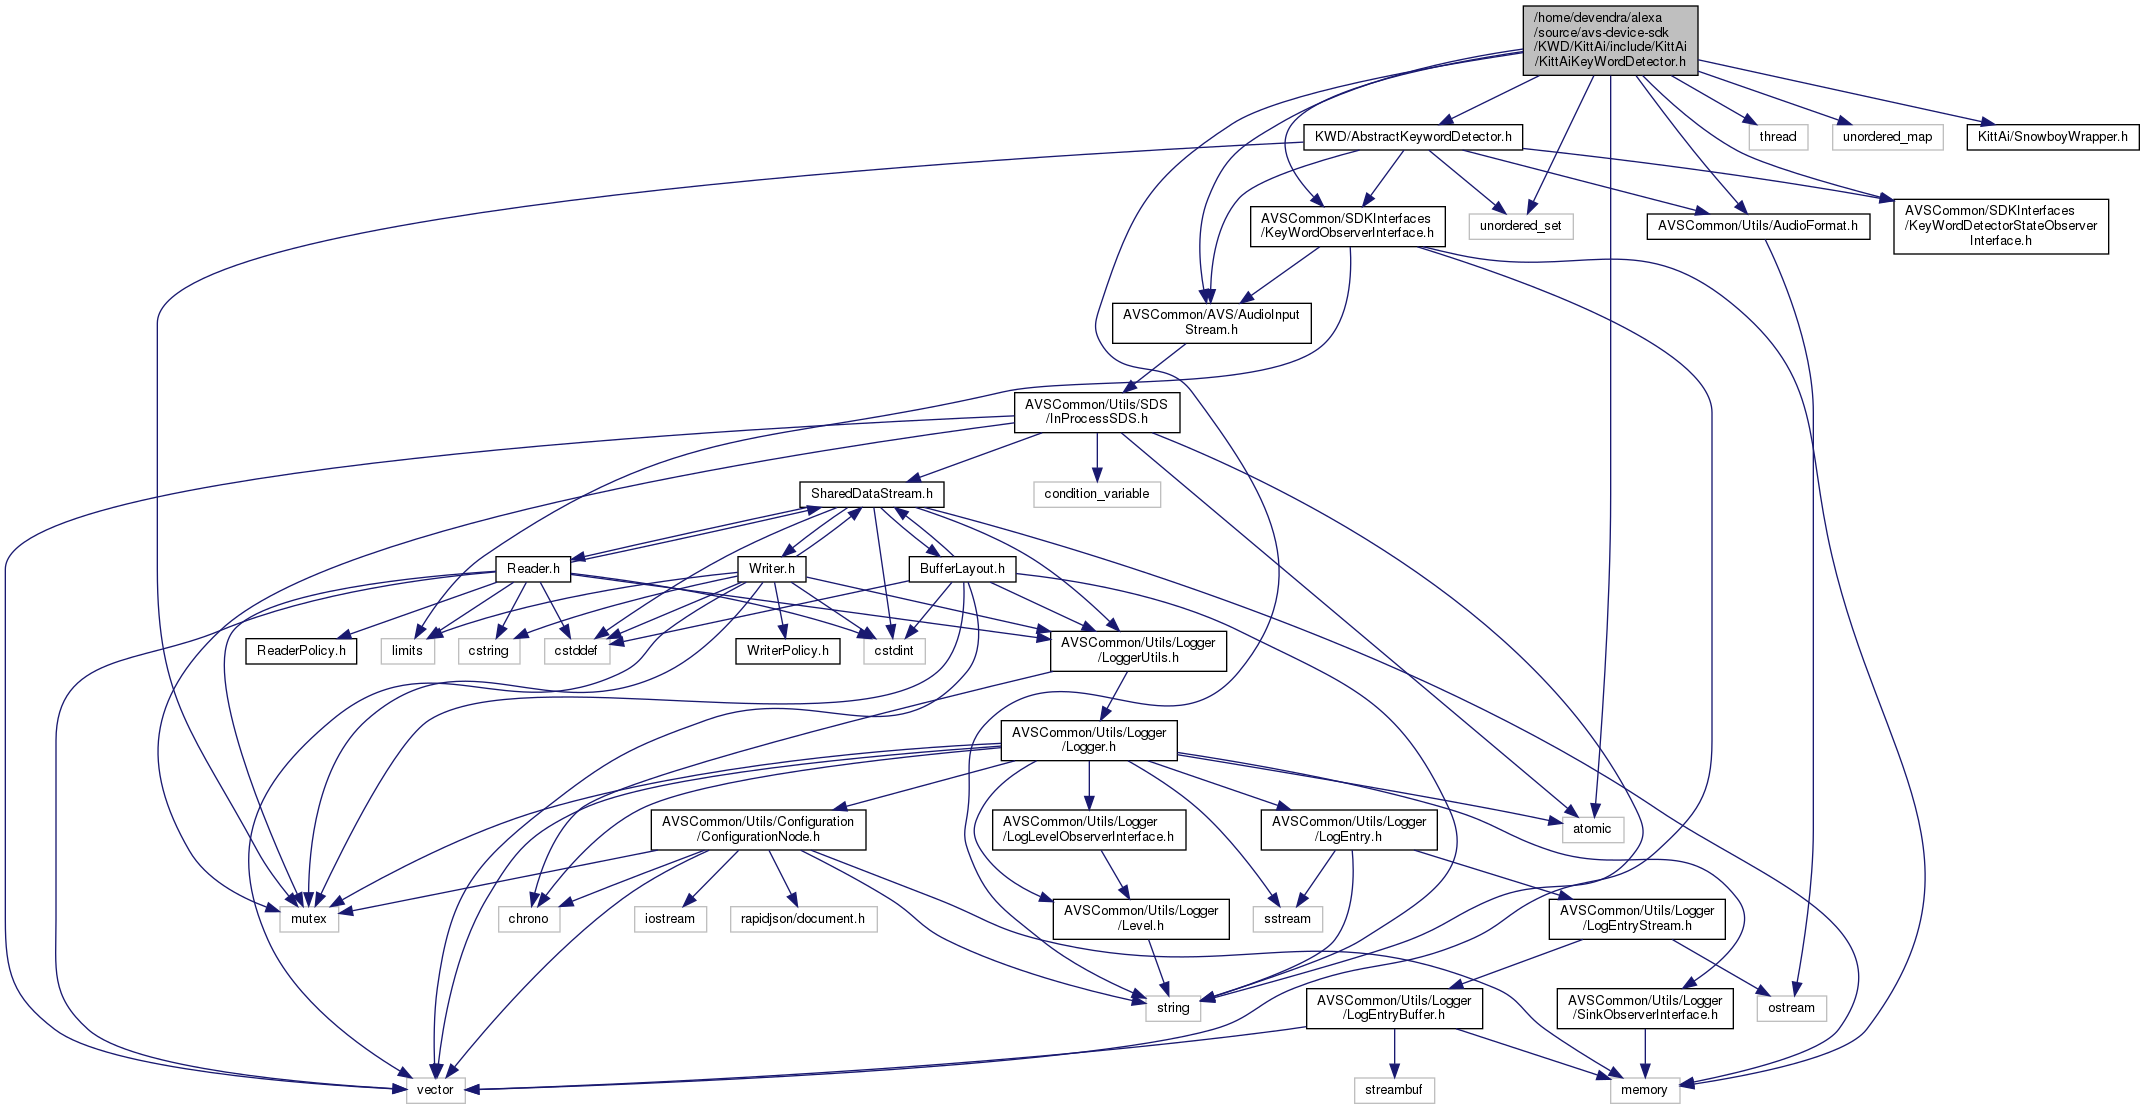 /home/devendra/alexa
/source/avs-device-sdk
/KWD/KittAi/include/KittAi
/KittAiKeyWordDetector.h
KWD/AbstractKeywordDetector.h
thread
unordered_map
KittAi/SnowboyWrapper.h
AVSCommon/SDKInterfaces
/KeyWordObserverInterface.h
unordered_set
AVSCommon/Utils/AudioFormat.h
AVSCommon/SDKInterfaces
/KeyWordDetectorStateObserver
Interface.h
AVSCommon/AVS/AudioInput
Stream.h
AVSCommon/Utils/SDS
/InProcessSDS.h
SharedDataStream.h
condition_variable
Reader.h
Writer.h
BufferLayout.h
ReaderPolicy.h
limits
cstring
cstddef
WriterPolicy.h
cstdint
AVSCommon/Utils/Logger
/LoggerUtils.h
AVSCommon/Utils/Logger
/Logger.h
AVSCommon/Utils/Configuration
/ConfigurationNode.h
AVSCommon/Utils/Logger
/LogLevelObserverInterface.h
AVSCommon/Utils/Logger
/LogEntry.h
atomic
mutex
chrono
iostream
rapidjson/document.h
AVSCommon/Utils/Logger
/Level.h
sstream
AVSCommon/Utils/Logger
/LogEntryStream.h
string
AVSCommon/Utils/Logger
/LogEntryBuffer.h
AVSCommon/Utils/Logger
/SinkObserverInterface.h
ostream
vector
streambuf
memory